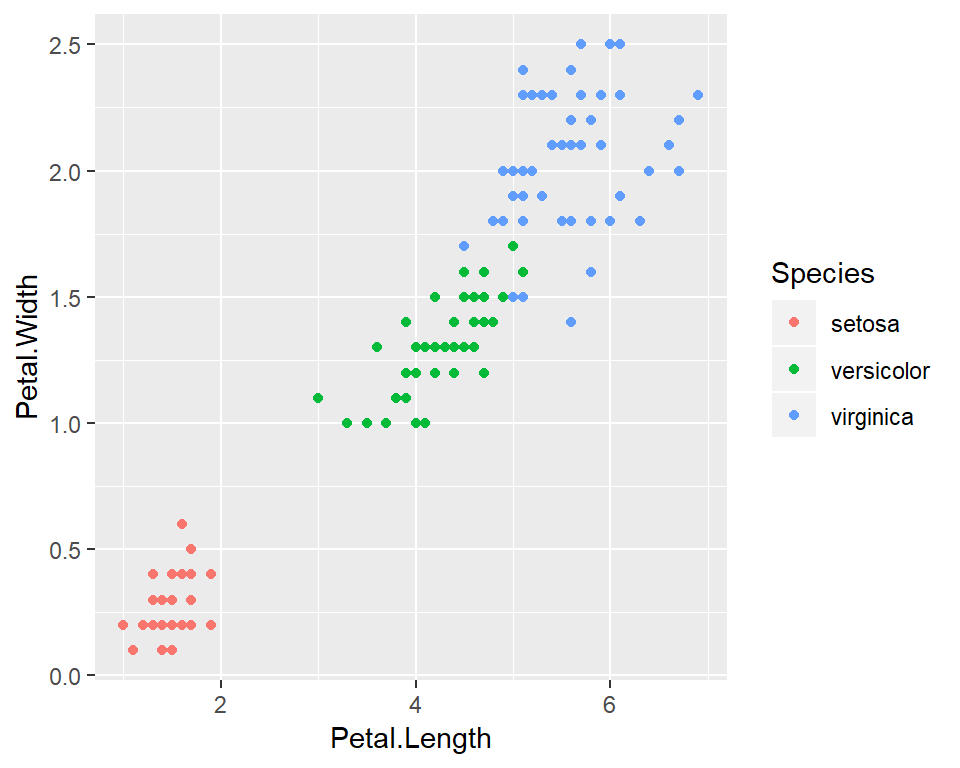 2.5
2.0
1.5
1.0
0.5
0.0
Petal.Width
2 4 6
Petal.Length
Species
setosa
versicolor
virginica